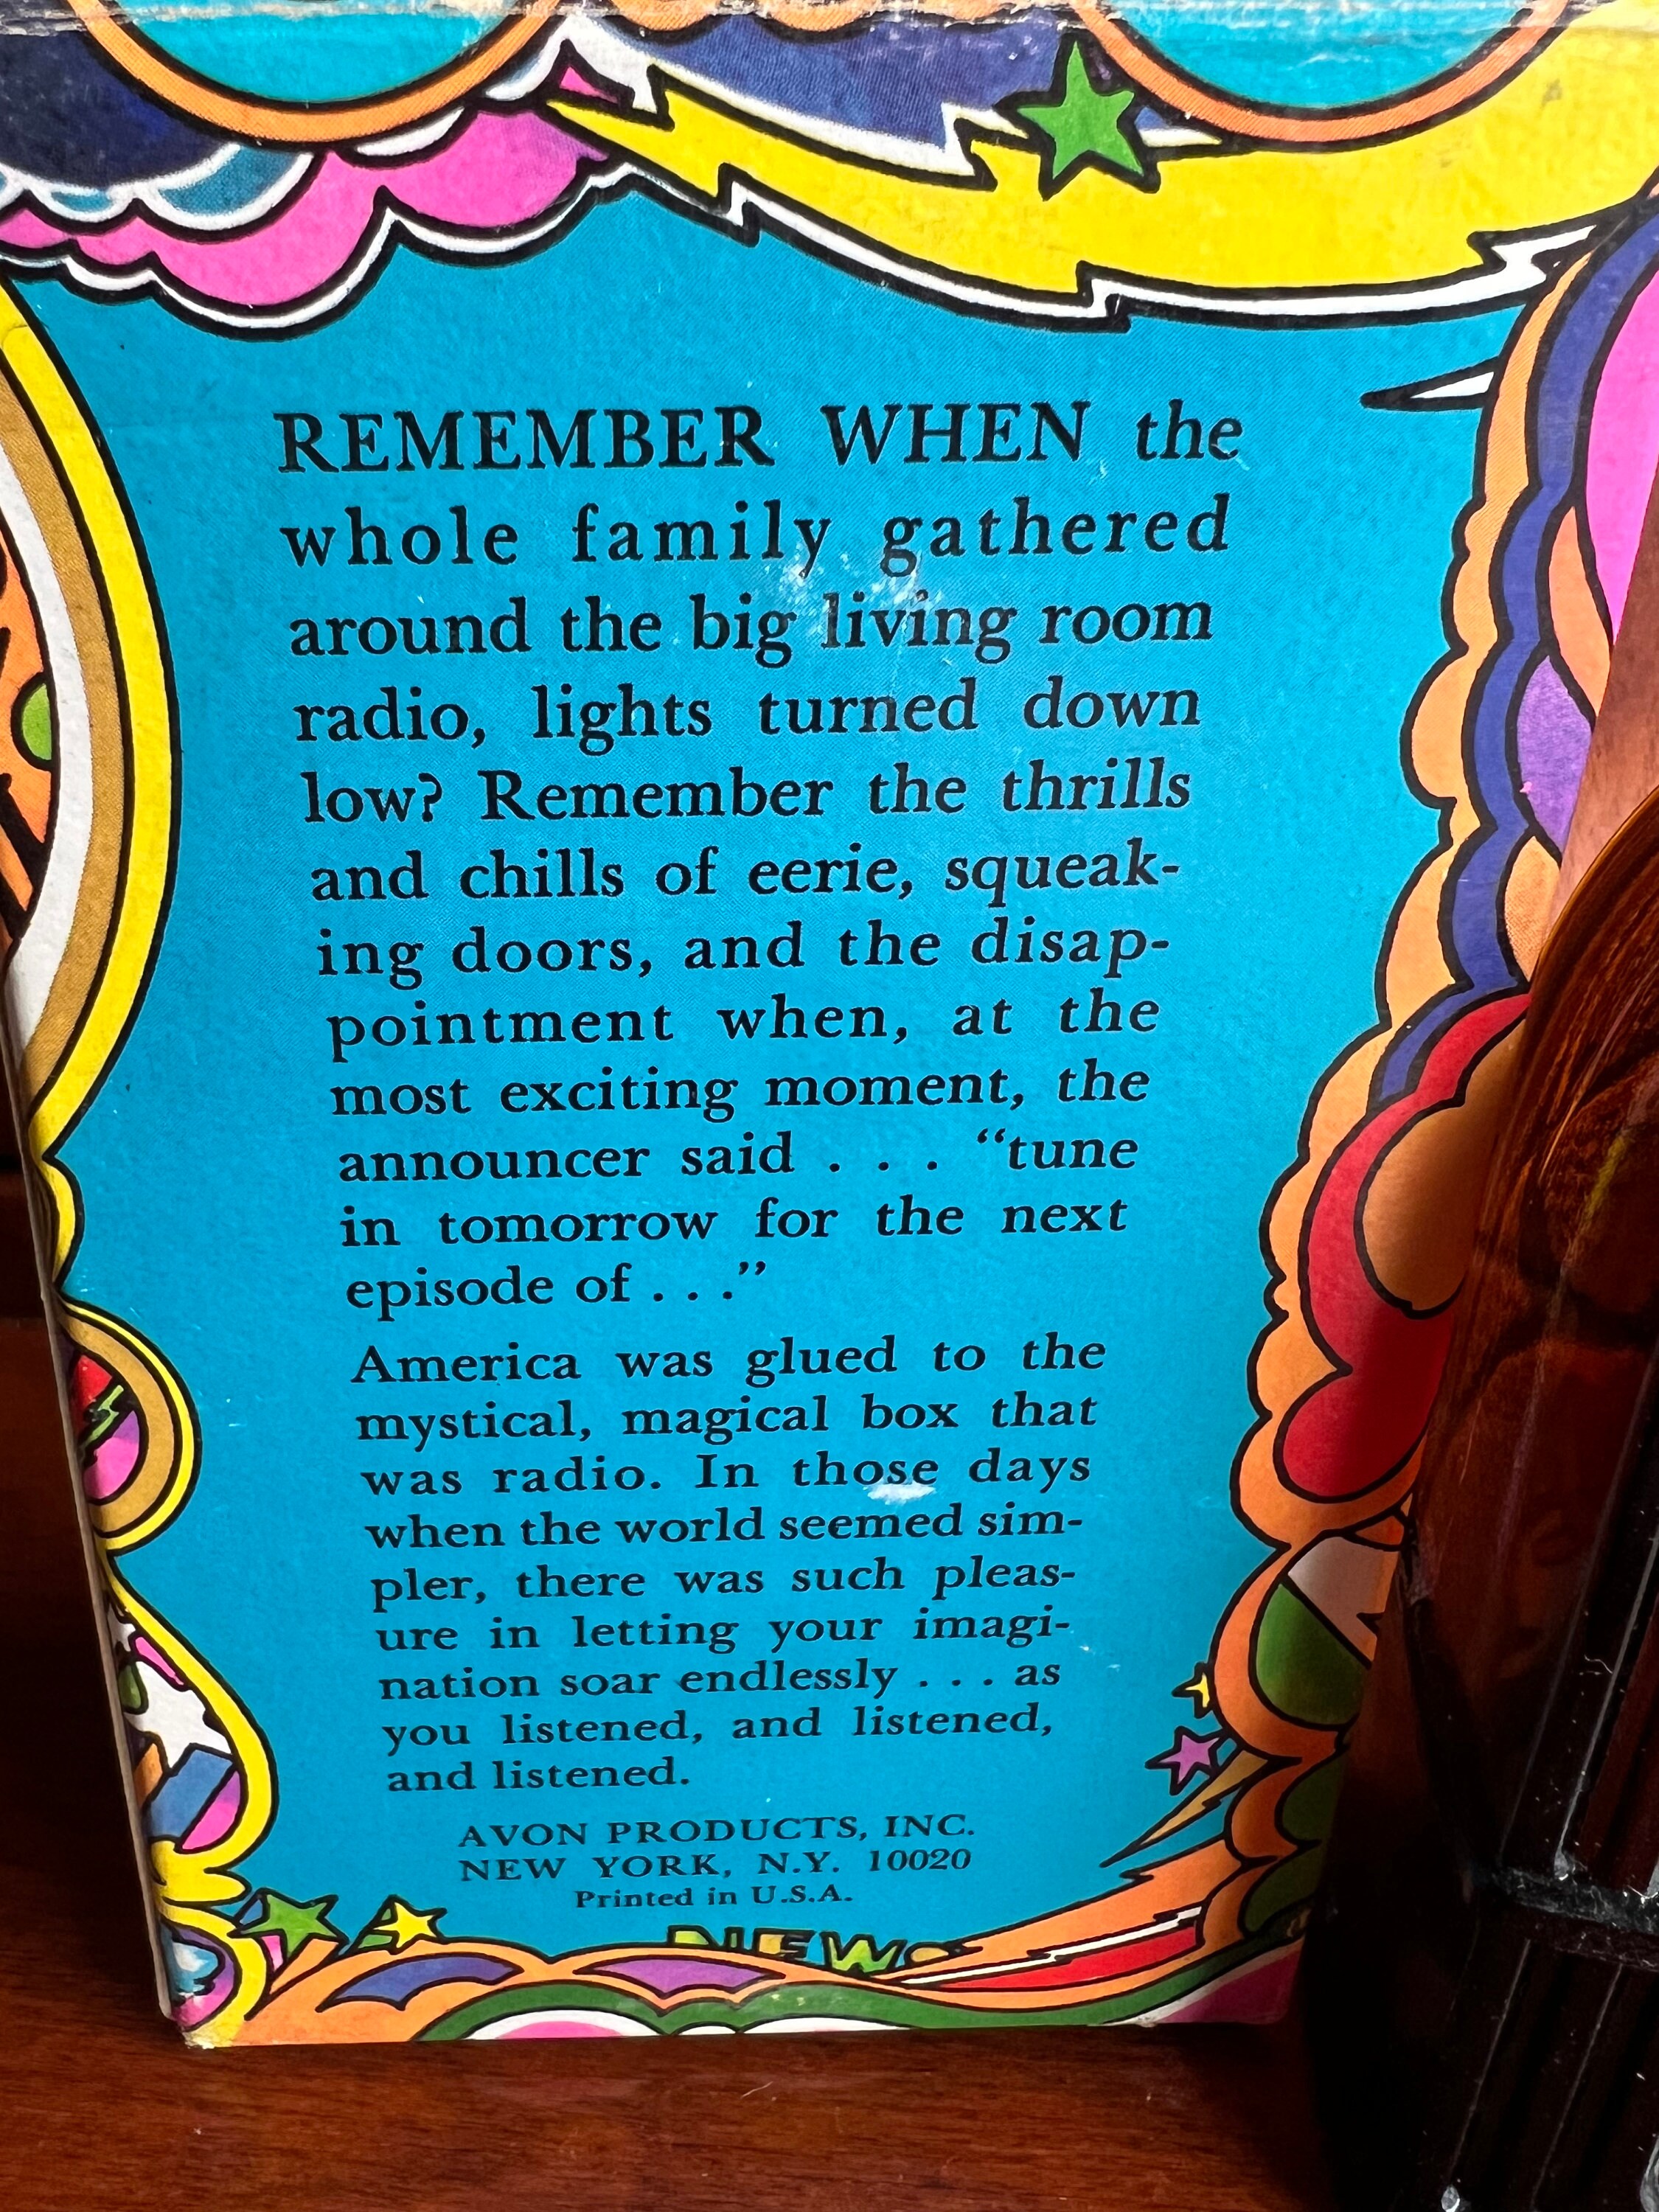 REMEMBER WHEN the
whole family gathered
around the big living room
radio, lights turned down
low? Remember the thrills
and chills of eerie, squeak-
ing doors, and the disap-
pointment when, at the
most exciting moment, the
announcer said . . . “tune
in tomorrow for the next
episode of . . .”
America was glued to the
mystical, magical box that
was radio. In those days
when the world seemed sim-
pler, there was such pleas-
ure in letting your imagi-
nation soar endlessly . . . as
you listened, and listened,
and listened.
AVON PRODUCTS, INC.
NEW YORK, N.Y. 10020
Printed in U.S.A.
NEWS